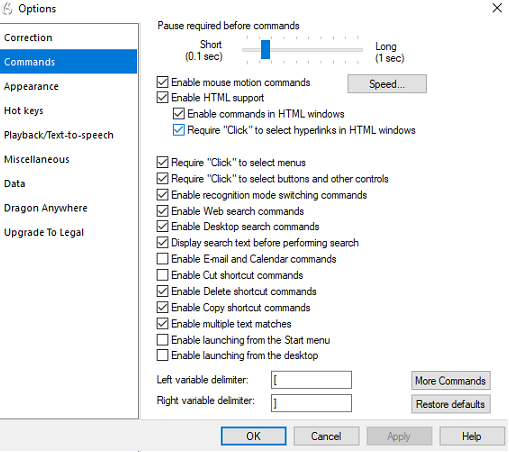 Options
Correction
Commands
Appearance
Hot keys
Playback/Text-to-speech
Miscellaneous
Data
Dragon Anywhere
Upgrade To Legal
Pause required before commands
Short
(0.1 sec)
Long
(1 sec)
Enable mouse motion commands
Speed...
Enable HTML support
Enable commands in HTML windows
Require "Click" to select hyperlinks in HTML windows
Require "Click" to select menus
Require "Click" to select buttons and other controls
Enable recognition mode switching commands
Enable Web search commands
Enable Desktop search commands
Display search text before performing search
Enable E-mail and Calendar commands
Enable Cut shortcut commands
Enable Delete shortcut commands
Enable Copy shortcut commands
Enable multiple text matches
Enable launching from the Start menu
Enable launching from the desktop
Left variable delimiter: [
More Commands
Right variable delimiter: ]
Restore defaults
OK Cancel Apply Help